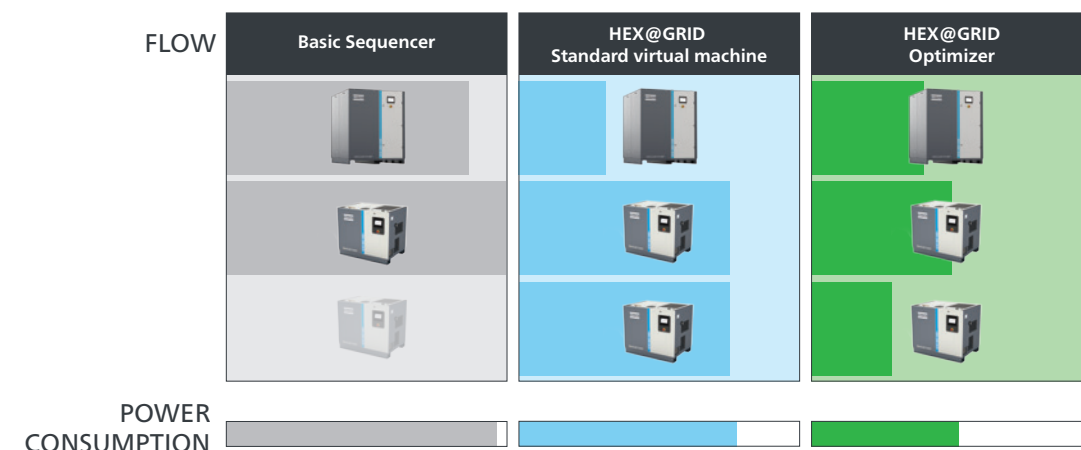 FLOW
Basic Sequencer
HEX@GRID
Standard virtual machine
HEX@GRID
Optimizer
POWER
CONSUMPTION